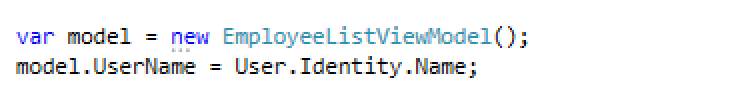 var model = new EmployeeListViewModel();
model.UserName = User.Identity.Name;